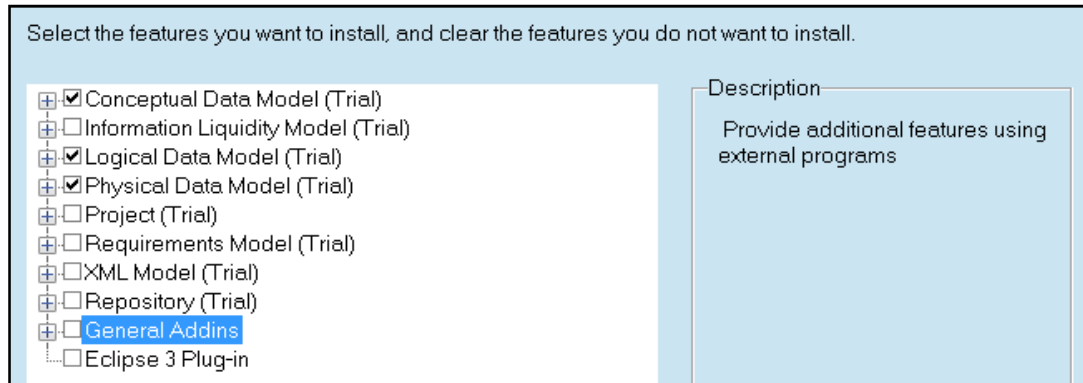 Select the features you want to install, and clear the features you do not want to install.
Conceptual Data Model (Trial)
Information Liquidity Model (Trial)
Logical Data Model (Trial)
Physical Data Model (Trial)
Project (Trial)
Requirements Model (Trial)
XML Model (Trial)
Repository (Trial)
General Addins
Eclipse 3 Plug-in
Description
Provide additional features using
external programs